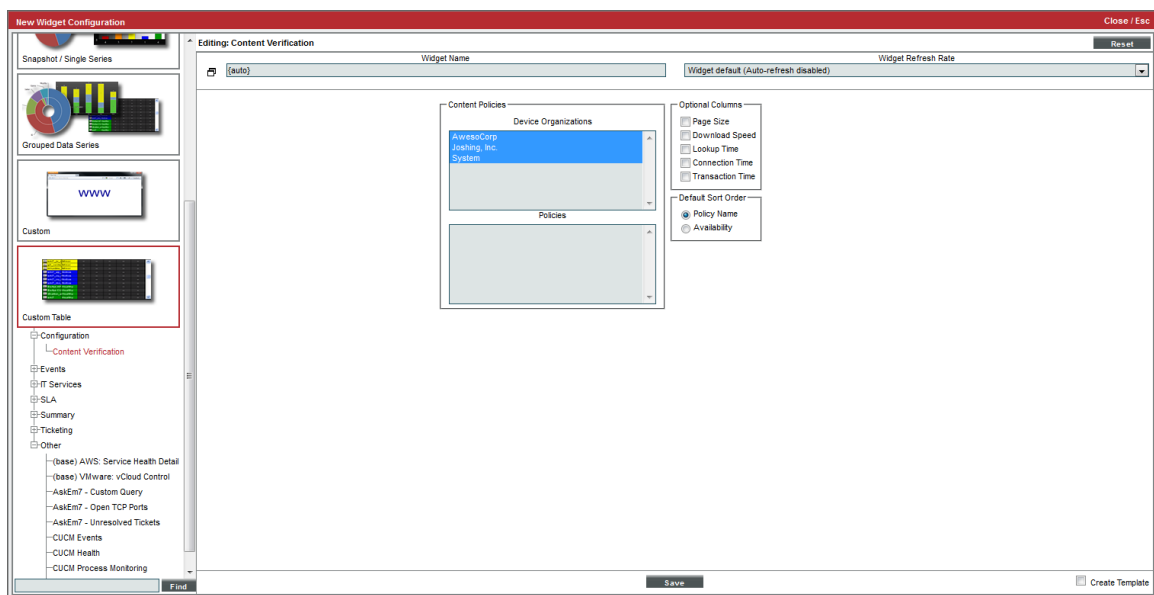 New Widget Configuration
Close / Esc
Snapshot / Single Series
Grouped Data Series
www
Custom
Custom Table
Configuration
Content Verification
Events
IT Services
SLA
Summary
Ticketing
Other
(base) AWS: Service Health Detail
(base) VMware: vCloud Control
AskEm7 - Custom Query
AskEm7 - Open TCP Ports
AskEm7 - Unresolved Tickets
CUCM Events
CUCM Health
CUCM Process Monitoring
Find
Editing: Content Verification
Reset
Widget Name
Widget Refresh Rate
{auto}
Widget default (Auto-refresh disabled)
Content Policies
Device Organizations
AwesoCorp
Joshing, Inc.
System
Policies
Optional Columns
Page Size
Download Speed
Lookup Time
Connection Time
Transaction Time
Default Sort Order
Policy Name
Availability
Save
Create Template